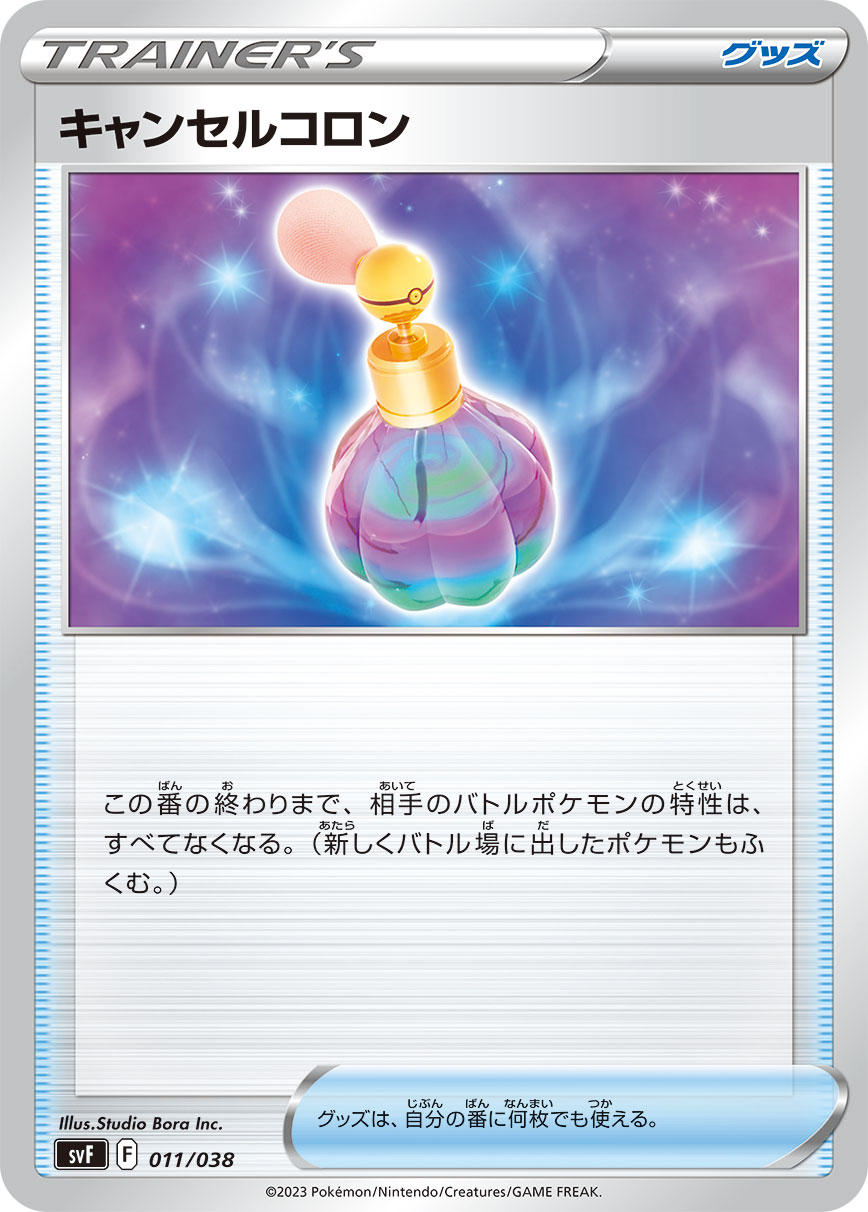 TRAINER'S
グッズ
キャンセルコロン
この番の終わりまで、相手のバトルポケモンの特性は、
すべてなくなる。（新しくバトル場に出したポケモンもふ
くむ。）
Illus.Studio Bora Inc.
グッズは、自分の番に何枚でも使える。
svF F 011/038
©2023 Pokémon/Nintendo/Creatures/GAME FREAK.